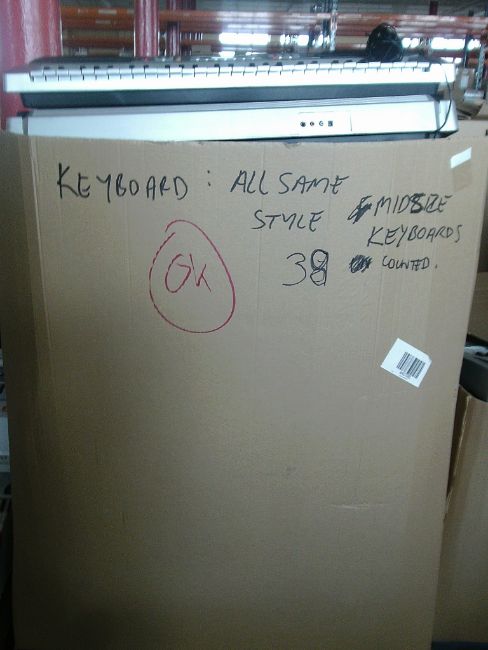 KEYBOARD : ALL SAME
STYLE MIDSIZE
KEYBOARDS
38 COUNTED.
OK